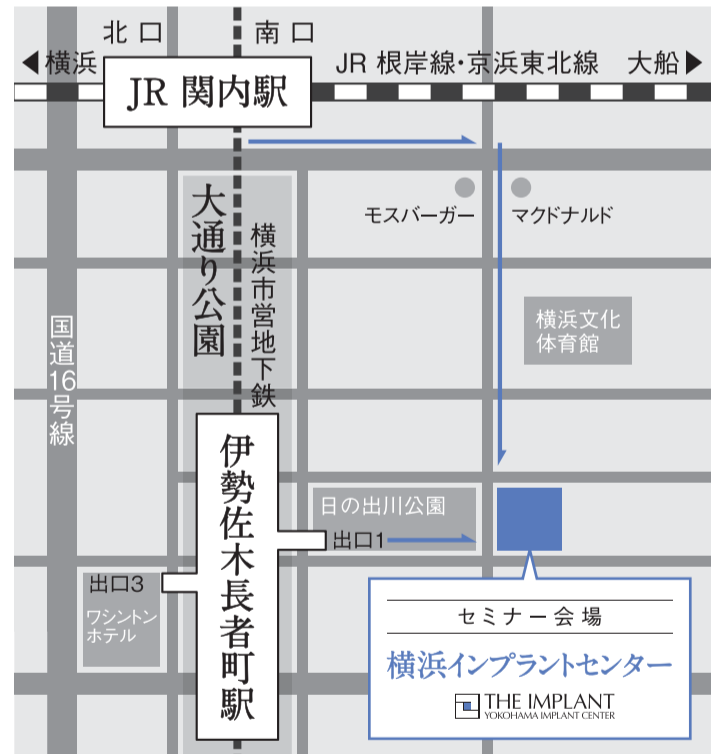 北口
南口
◀横浜
JR 根岸線・京浜東北線
大船▶
JR 関内駅
モスバーガー
マクドナルド
大通り公園
横浜市営地下鉄
横浜文化
体育館
国道16号線
伊勢佐木長者町駅
日の出川公園
出口1
出口3
ワシントン
ホテル
セミナー会場
横浜インプラントセンター
THE IMPLANT
YOKOHAMA IMPLANT CENTER